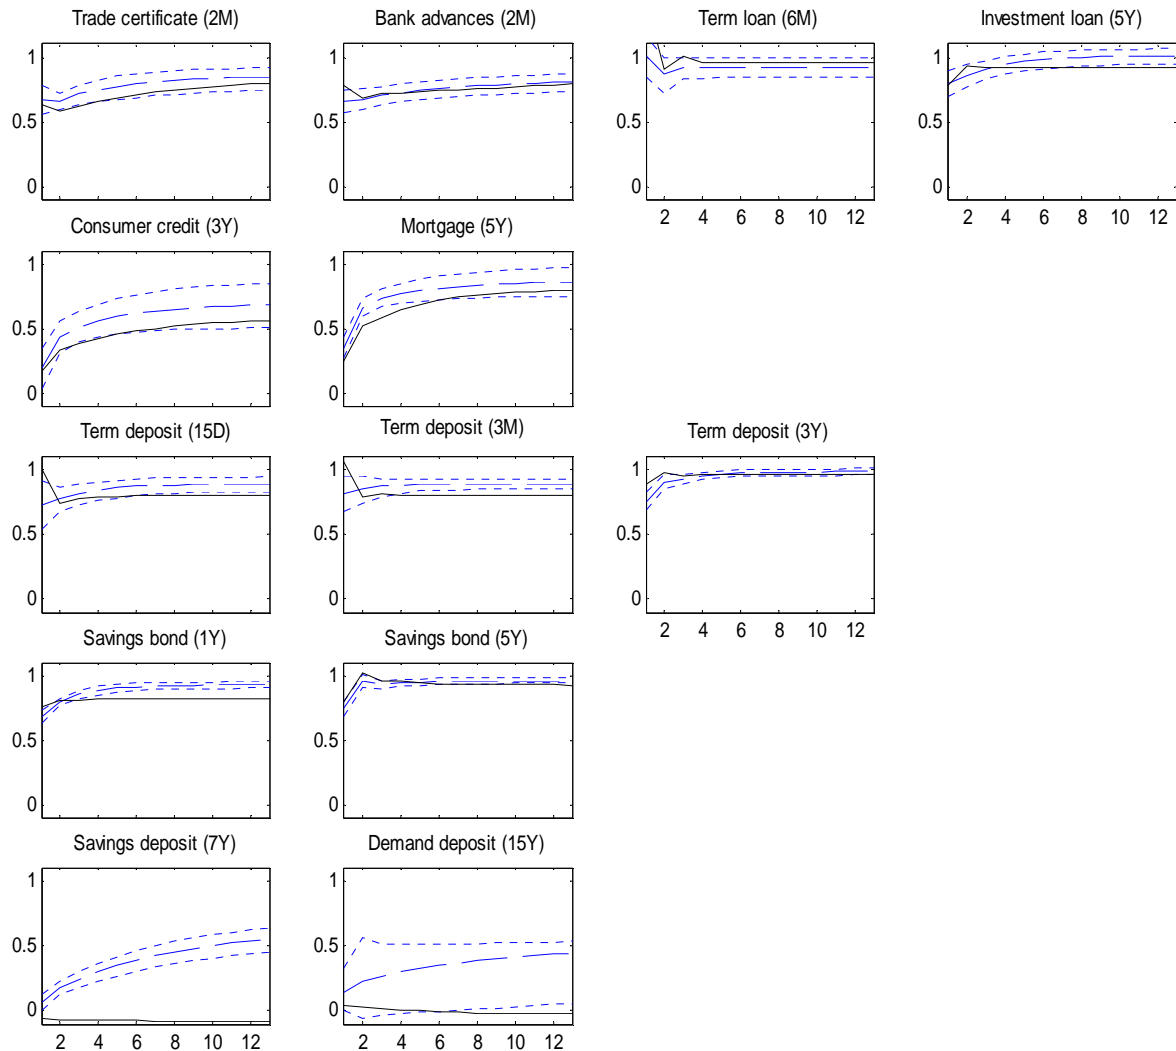 Trade certificate (2M) Bank advances (2M) Term loan (6M) Investment loan (5Y)
1 1 1 1
0.5 0.5 0.5 0.5
0 0 0 0
2 4 6 8 10 12 2 4 6 8 10 12
Consumer credit (3Y) Mortgage (5Y)
1 1
0.5 0.5
0 0
Term deposit (15D) Term deposit (3M) Term deposit (3Y)
1 1 1
0.5 0.5 0.5
0 0 0
2 4 6 8 10 12
Savings bond (1Y) Savings bond (5Y)
1 1
0.5 0.5
0 0
Savings deposit (7Y) Demand deposit (15Y)
1 1
0.5 0.5
0 0
2 4 6 8 10 12 2 4 6 8 10 12